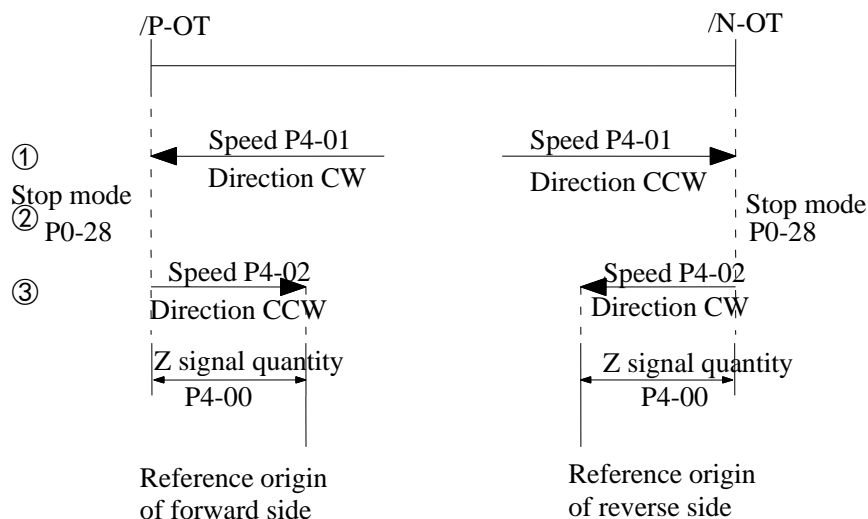 /P-OT
/N-OT
①
Speed P4-01
Speed P4-01
Direction CW
Direction CCW
Stop mode
②
P0-28
Stop mode
P0-28
③
Speed P4-02
Speed P4-02
Direction CCW
Direction CW
Z signal quantity
Z signal quantity
P4-00
P4-00
Reference origin
of forward side
Reference origin
of reverse side